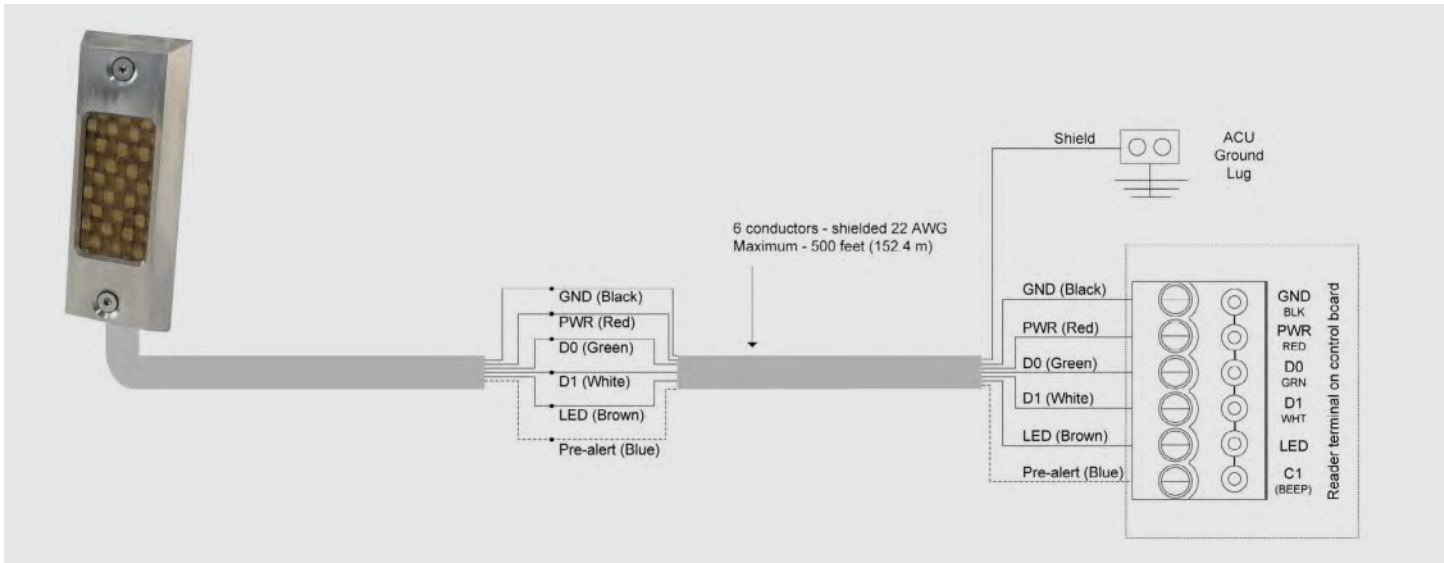 Shield
ACU
Ground
Lug
6 conductors - shielded 22 AWG
Maximum - 500 feet (152.4 m)
GND (Black)
PWR (Red)
D0 (Green)
D1 (White)
LED (Brown)
Pre-alert (Blue)
GND (Black)
PWR (Red)
D0 (Green)
D1 (White)
LED (Brown)
Pre-alert (Blue)
GND
BLK
PWR
RED
D0
GRN
D1
WHT
LED
C1
(BEEP)
Reader terminal on control board